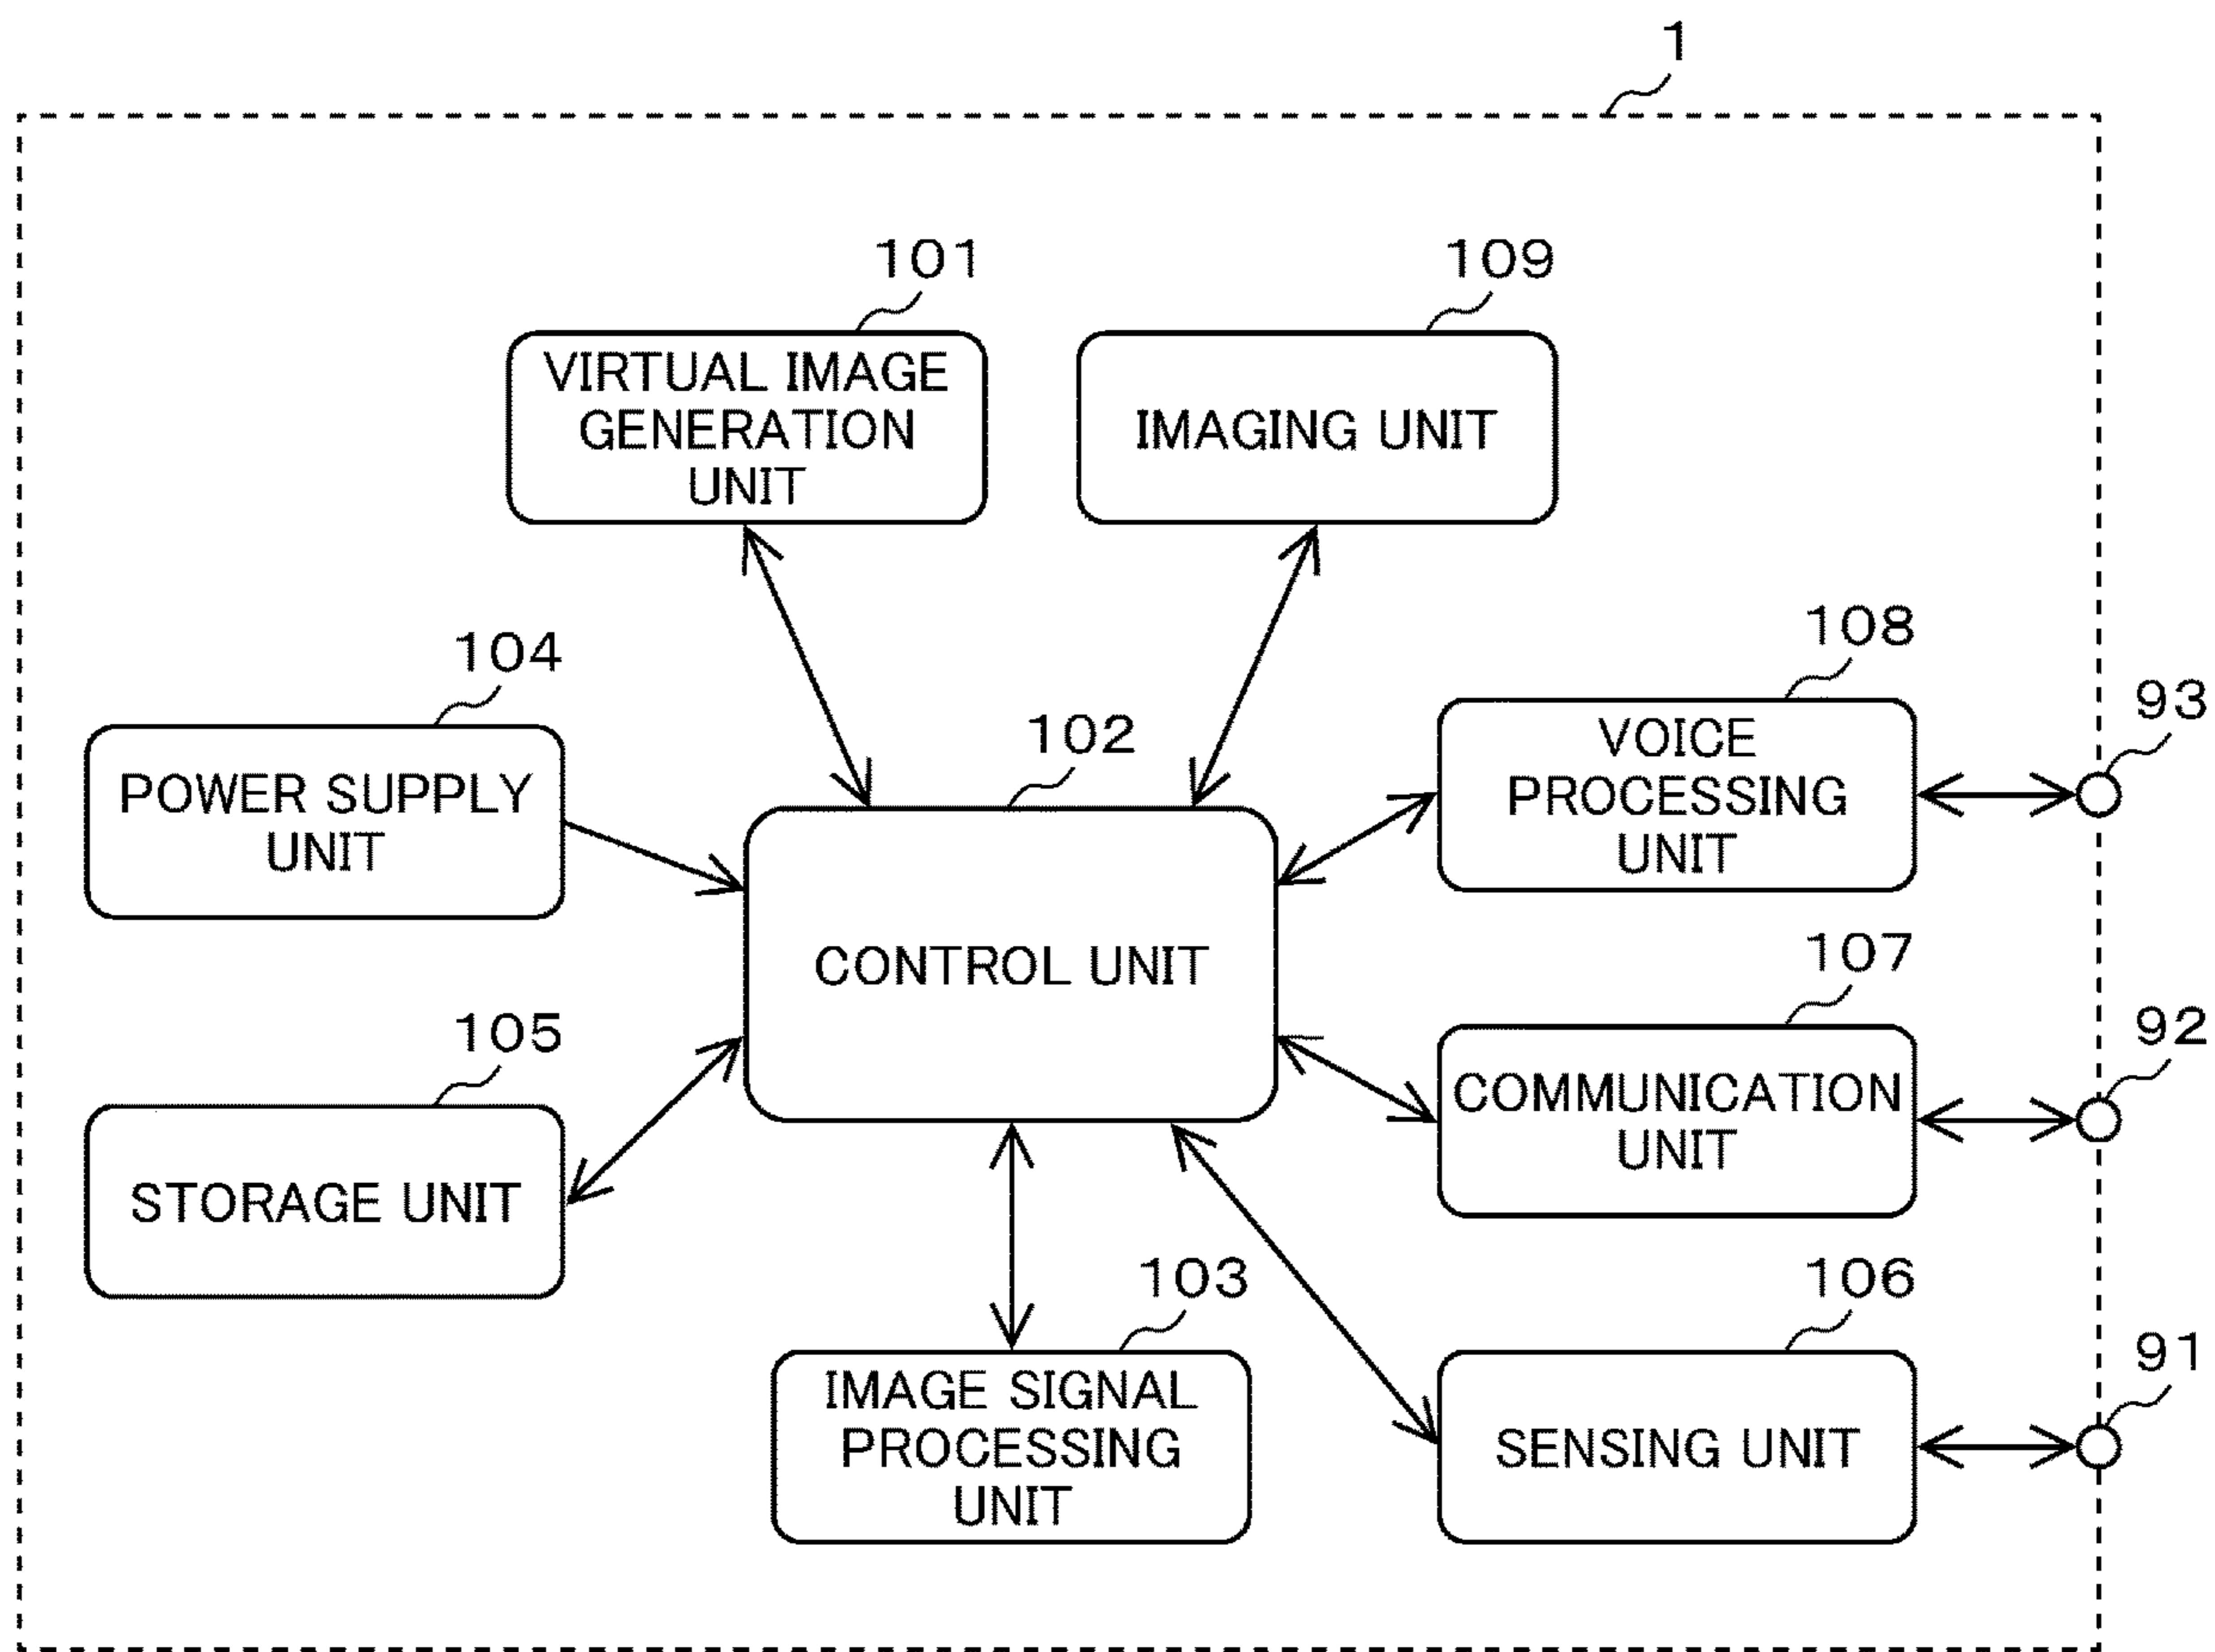 1
101
VIRTUAL IMAGE
GENERATION
UNIT
109
IMAGING UNIT
104
POWER SUPPLY
UNIT
102
CONTROL UNIT
108
VOICE
PROCESSING
UNIT
93
105
STORAGE UNIT
107
COMMUNICATION
UNIT
92
103
IMAGE SIGNAL
PROCESSING
UNIT
106
SENSING UNIT
91